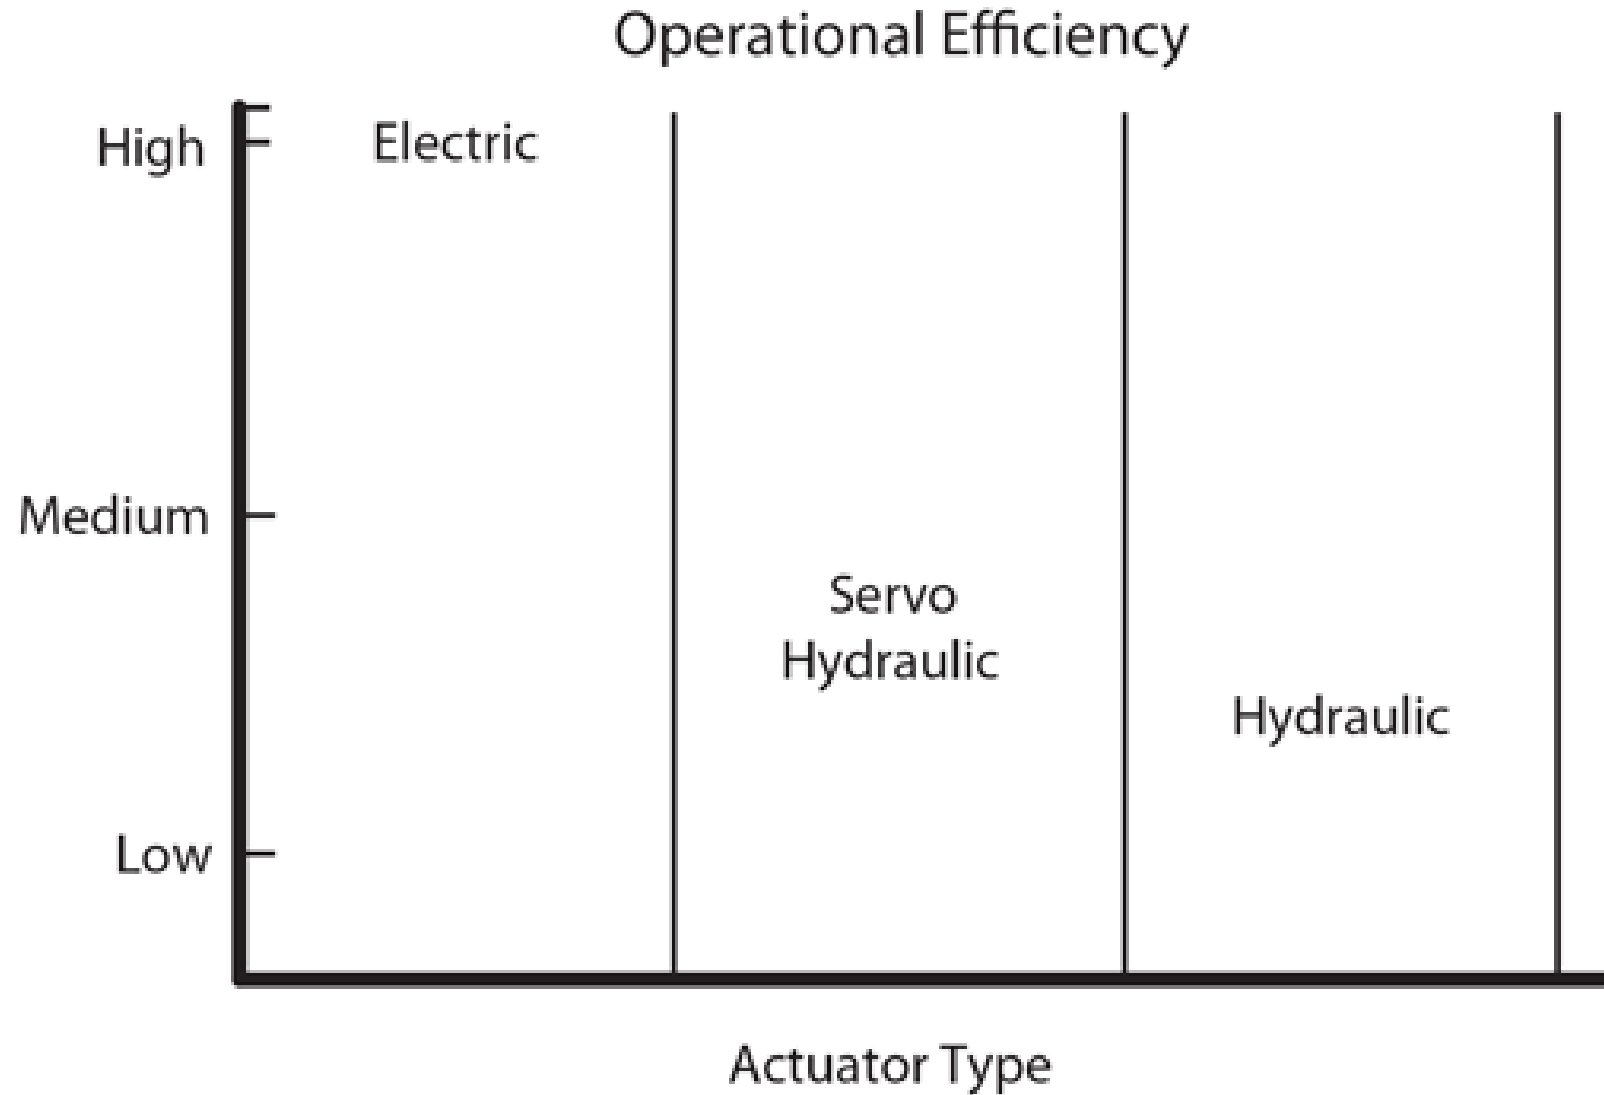 Operational Efficiency
High
Electric
Medium
Servo
Hydraulic
Hydraulic
Low
Actuator Type